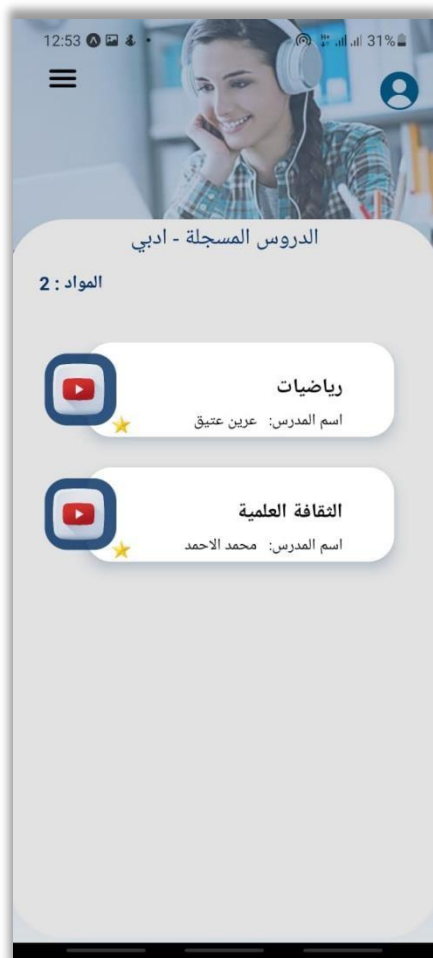 12:53 31%
الدروس المسجلة - ادبي
المواد : 2
رياضيات
اسم المدرس: عرين عتيق
الثقافة العلمية
اسم المدرس: محمد الاحمد